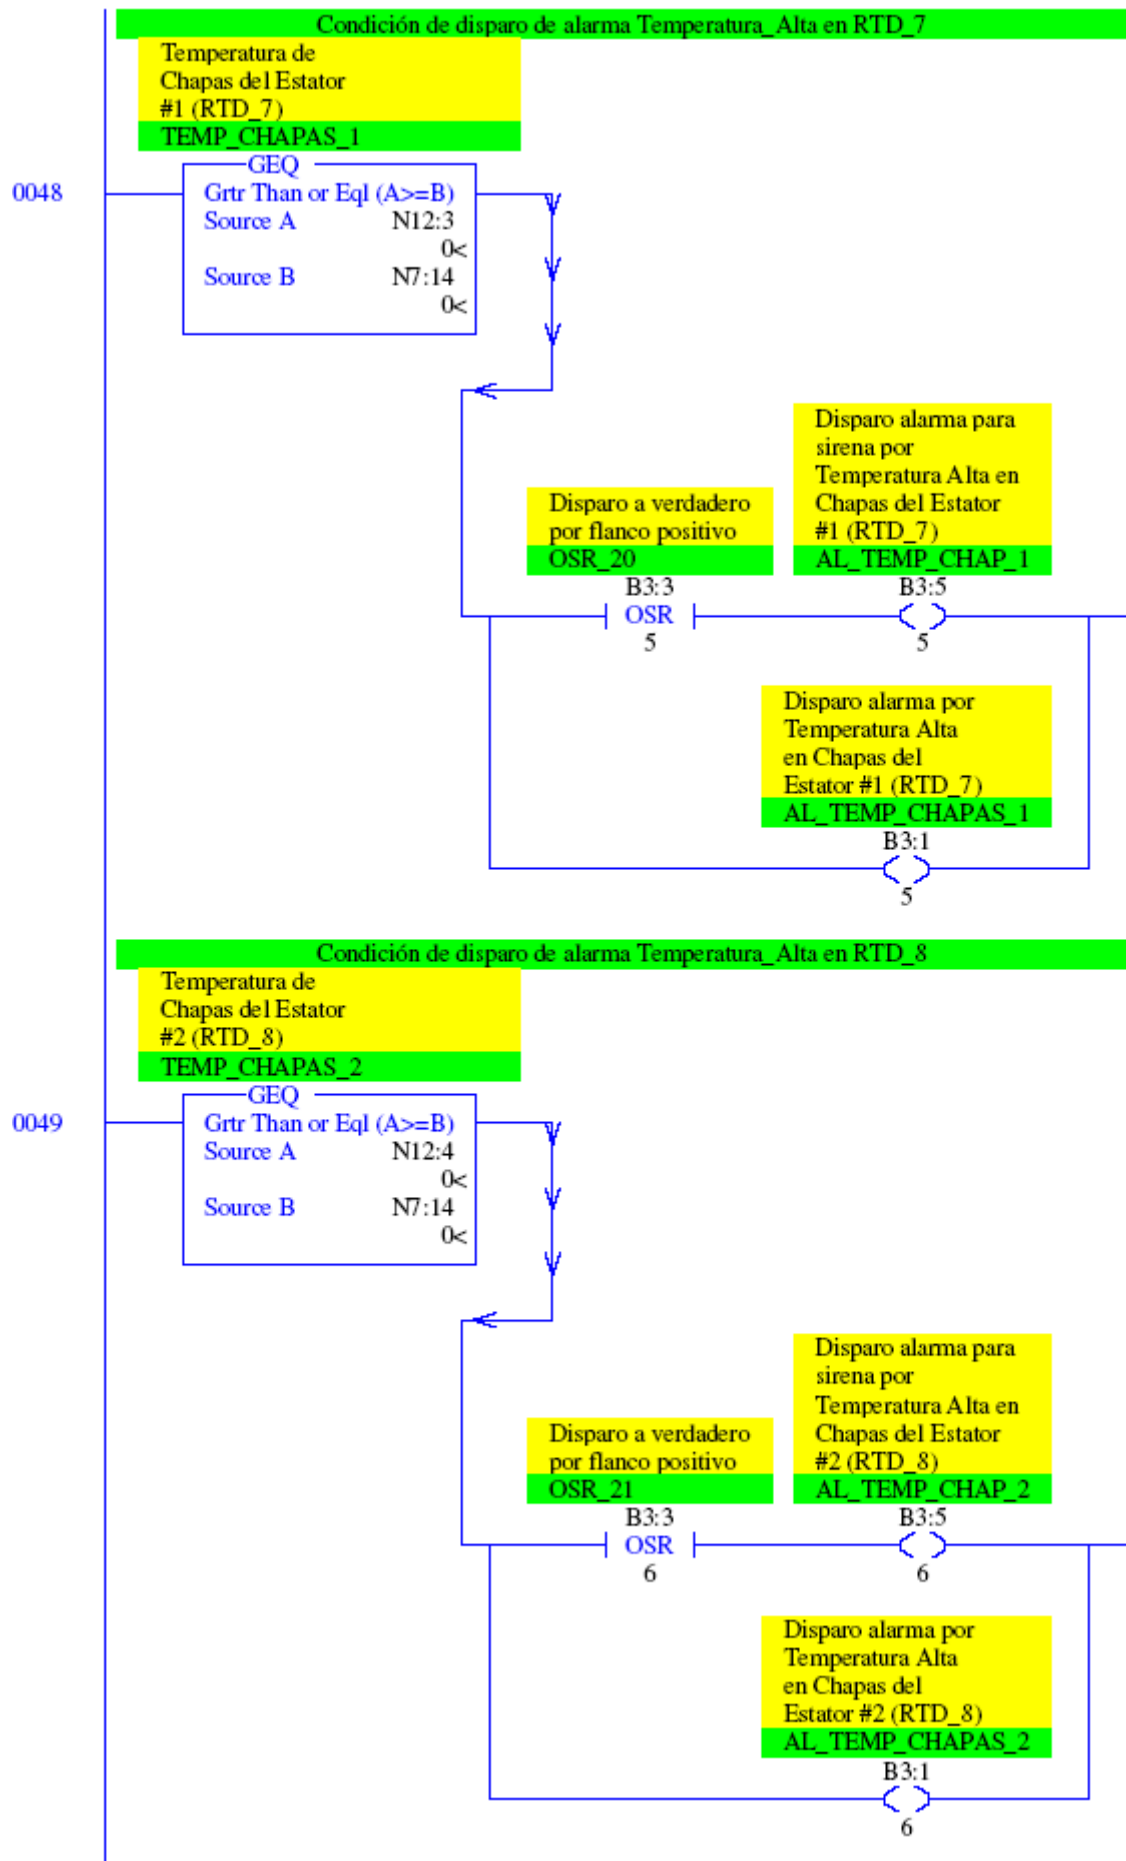 Condición de disparo de alarma Temperatura_Alta en RTD_7
Temperatura de
Chapas del Estator
#1 (RTD_7)
TEMP_CHAPAS_1
GEQ
0048
Grtr Than or Eql (A>=B)
Source A N12:3
0<
Source B N7:14
0<
Disparo alarma para
sirena por
Temperatura Alta en
Chapas del Estator
#1 (RTD_7)
AL_TEMP_CHAP_1
Disparo a verdadero
por flanco positivo
OSR_20
B3:3 B3:5
OSR
5 5
Disparo alarma por
Temperatura Alta
en Chapas del
Estator #1 (RTD_7)
AL_TEMP_CHAPAS_1
B3:1
5
Condición de disparo de alarma Temperatura_Alta en RTD_8
Temperatura de
Chapas del Estator
#2 (RTD_8)
TEMP_CHAPAS_2
GEQ
0049
Grtr Than or Eql (A>=B)
Source A N12:4
0<
Source B N7:14
0<
Disparo alarma para
sirena por
Temperatura Alta en
Chapas del Estator
#2 (RTD_8)
AL_TEMP_CHAP_2
Disparo a verdadero
por flanco positivo
OSR_21
B3:3 B3:5
OSR
6 6
Disparo alarma por
Temperatura Alta
en Chapas del
Estator #2 (RTD_8)
AL_TEMP_CHAPAS_2
B3:1
6